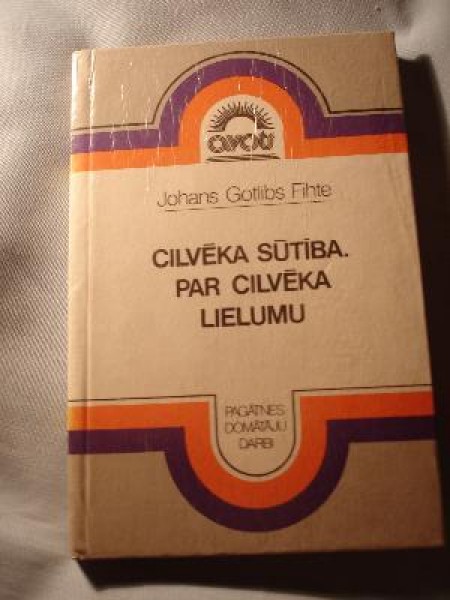 avots
Johans Gotlibs Fihte
CILVĒKA SŪTĪBA.
PAR CILVĒKA
LIELUMU
PAGĀTNES
DOMĀTĀJU
DARBI